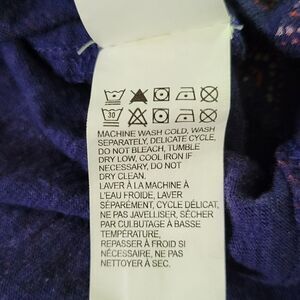 30
MACHINE WASH COLD, WASH
SEPARATELY, DELICATE CYCLE,
DO NOT BLEACH, TUMBLE
DRY LOW, COOL IRON IF
NECESSARY, DO NOT
DRY CLEAN.
LAVER À LA MACHINE À
L'EAU FROIDE, LAVER
SÉPARÉMENT, CYCLE DÉLICAT,
NE PAS JAVELLISER, SÉCHER
PAR CULBUTAGE À BASSE
TEMPÉRATURE,
REPASSER À FROID SI
NÉCESSAIRE, NE PAS
NETTOYER À SEC.